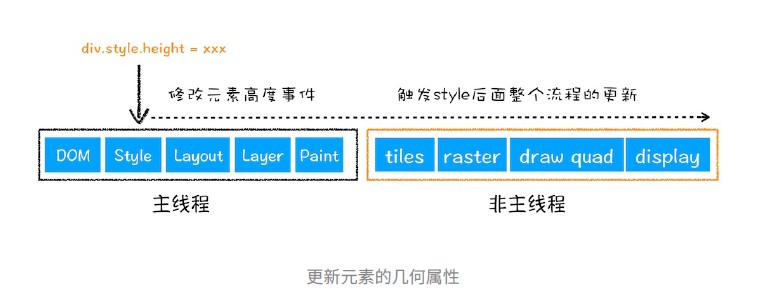 div.style.height = xxx
修改元素高度事件 触发style后面整个流程的更新
DOM Style Layout Layer Paint tiles raster draw quad display
主线程 非主线程
更新元素的几何属性